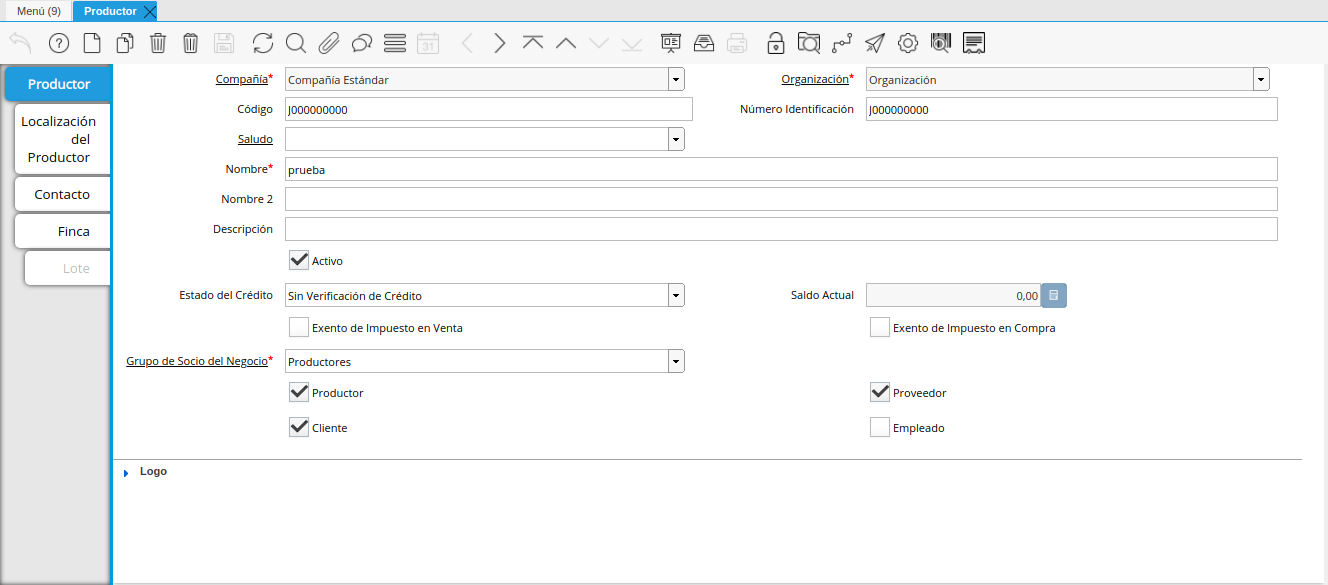 Menú (9) Productor
31
Productor
Localización
del
Productor
Contacto
Finca
Lote
Compañía* Compañía Estándar Organización* Organización
Código J000000000 Número Identificación J000000000
Saludo
Nombre* prueba
Nombre 2
Descripción
Activo
Estado del Crédito Sin Verificación de Crédito Saldo Actual 0,00
Exento de Impuesto en Venta Exento de Impuesto en Compra
Grupo de Socio del Negocio* Productores
Productor Proveedor
Cliente Empleado
Logo